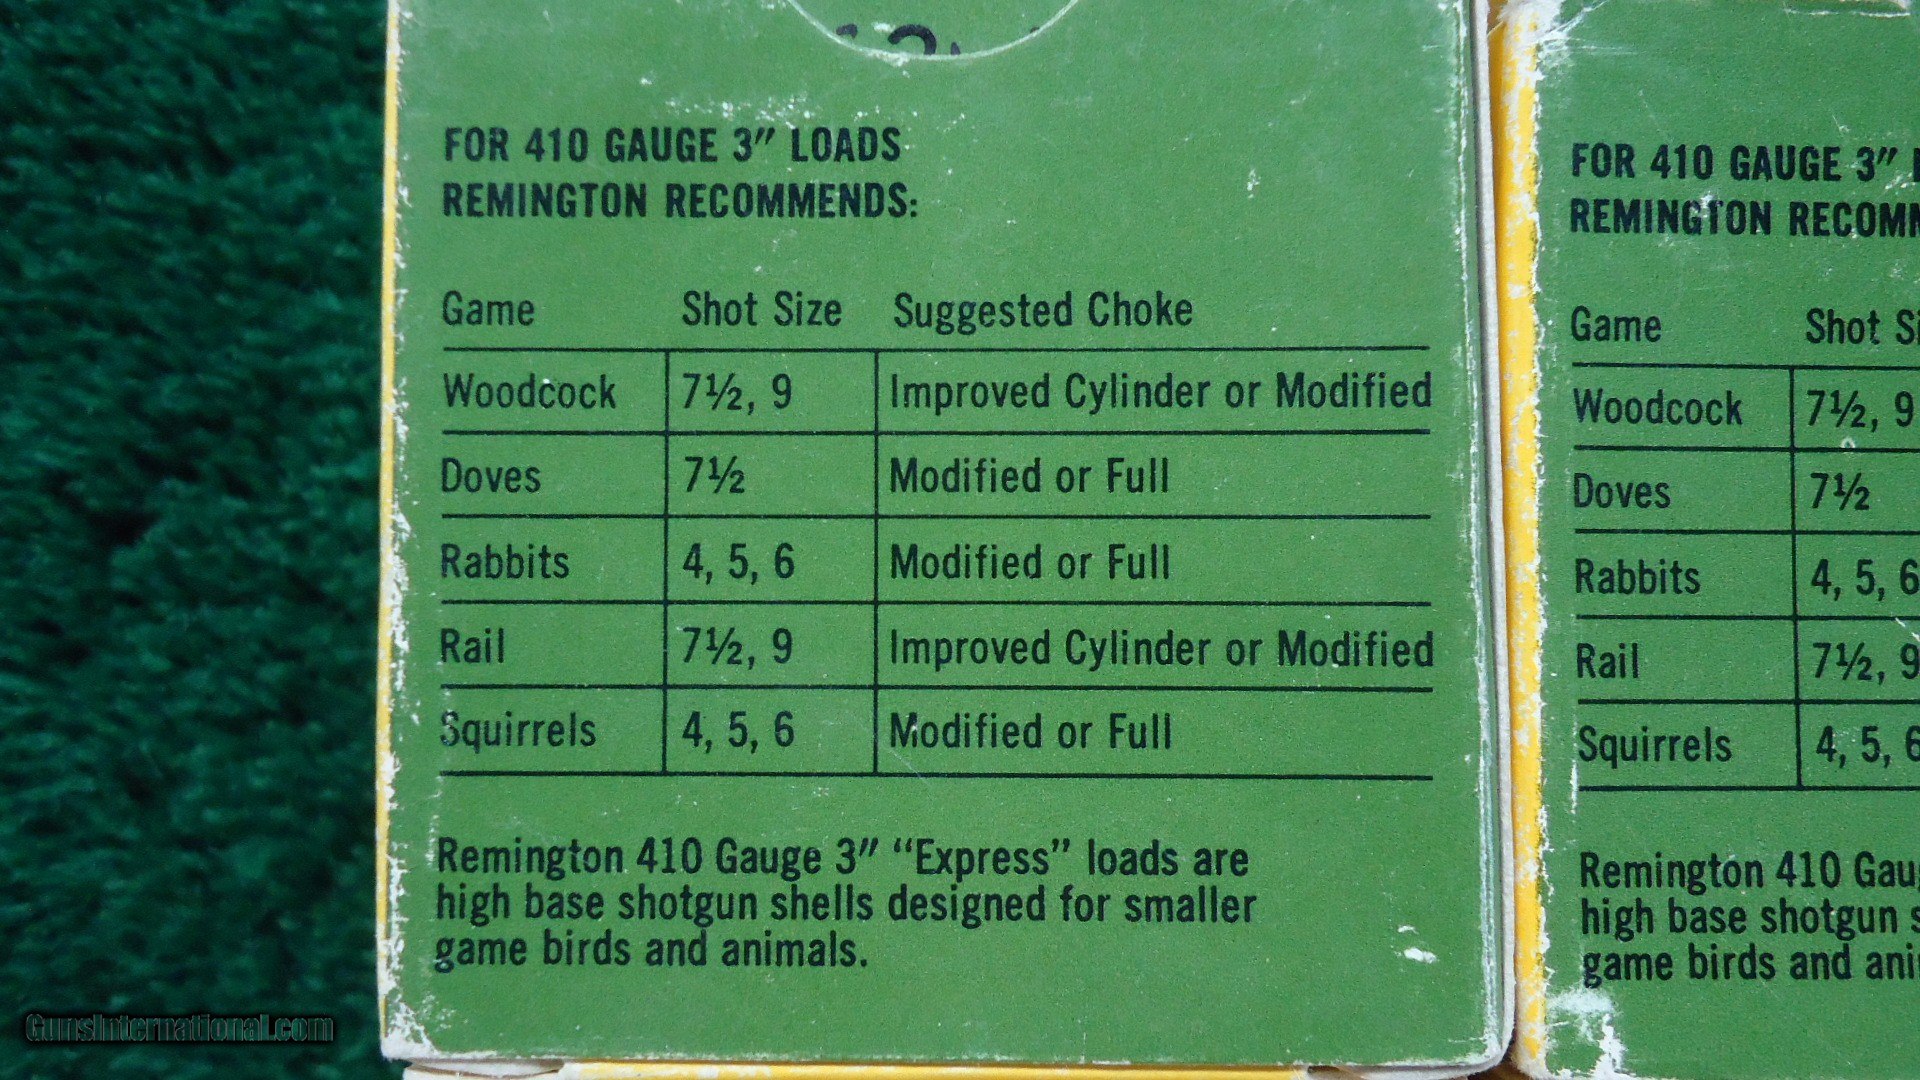 FOR 410 GAUGE 3" LOADS
REMINGTON RECOMMENDS:
Game Shot Size Suggested Choke
Woodcock 7½, 9 Improved Cylinder or Modified
Doves 7½ Modified or Full
Rabbits 4, 5, 6 Modified or Full
Rail 7½, 9 Improved Cylinder or Modified
Squirrels 4, 5, 6 Modified or Full
Remington 410 Gauge 3" “Express” loads are
high base shotgun shells designed for smaller
game birds and animals.
FOR 410 GAUGE 3"
REMINGTON
Game Shot
Woodcock 7½, 9
Doves 7½
Rabbits 4, 5, 6
Rail 7½, 9
Squirrels 4, 5, 6
Remington 410
high base shotgun
game birds and
GunsInternational.com